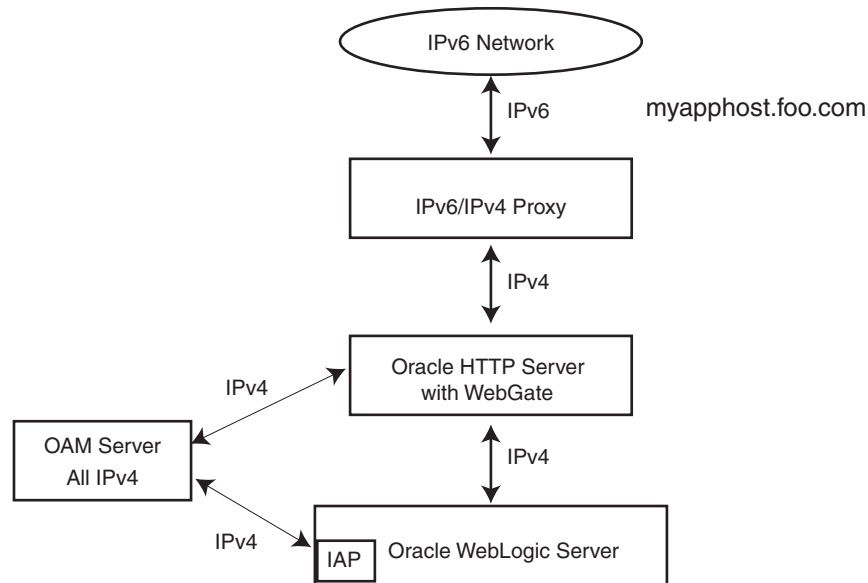 IPv6 Network
IPv6
myapphost.foo.com
IPv6/IPv4 Proxy
IPv4
Oracle HTTP Server
with WebGate
IPv4
OAM Server
All IPv4
IPv4
IPv4
IAP
Oracle WebLogic Server